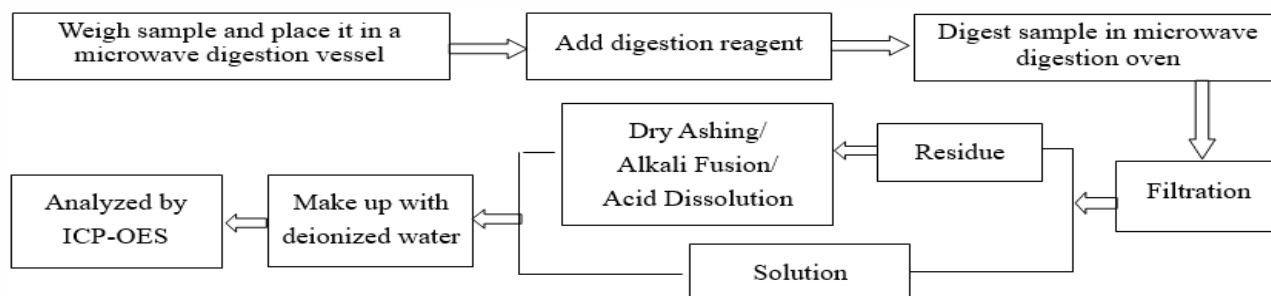 Weigh sample and place it in a
microwave digestion vessel
Add digestion reagent
Digest sample in microwave
digestion oven
Filtration
Residue
Dry Ashing/
Alkali Fusion/
Acid Dissolution
Solution
Make up with
deionized water
Analyzed by
ICP-OES